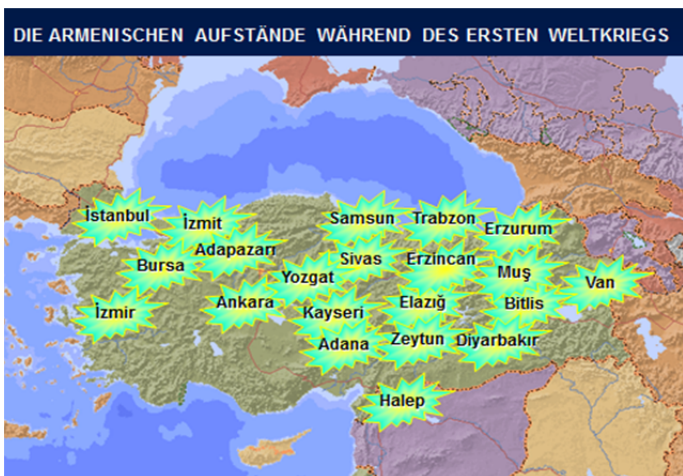 DIE ARMENISCHEN AUFSTÄNDE WÄHREND DES ERSTEN WELTKRIEGS
İstanbul
İzmit
Samsun
Trabzon
Erzurum
Adapazarı
Bursa
Sivas
Erzincan
Yozgat
Muş
Van
Ankara
Kayseri
Elazığ
Bitlis
İzmir
Adana
Zeytun
Diyarbakır
Halep